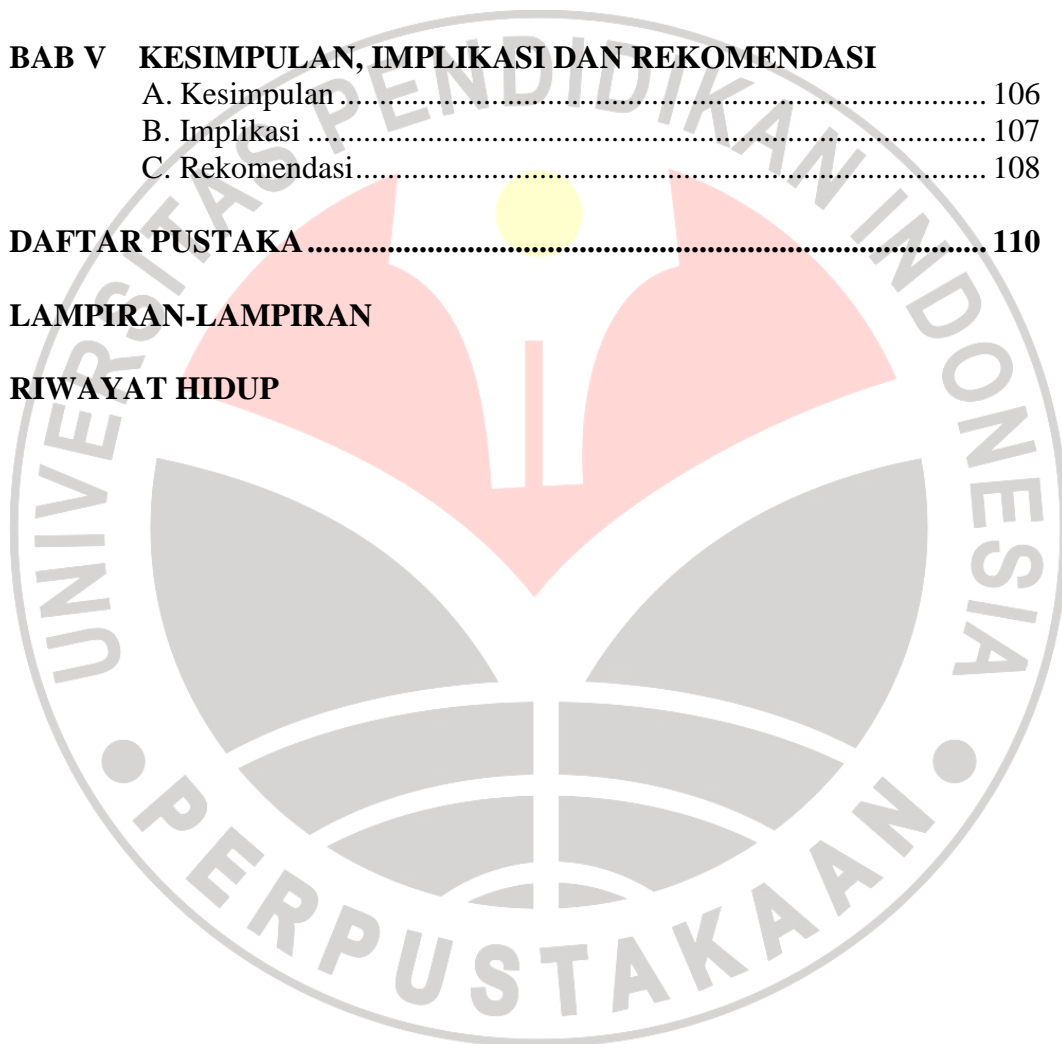 BAB V KESIMPULAN, IMPLIKASI DAN REKOMENDASI
A. Kesimpulan ........................................................................................ 106
B. Implikasi ............................................................................................ 107
C. Rekomendasi ...................................................................................... 108
DAFTAR PUSTAKA ................................................................................ 110
LAMPIRAN-LAMPIRAN
RIWAYAT HIDUP
UNIVERSITAS PENDIDIKAN INDONESIA
PERPUSTAKAAN